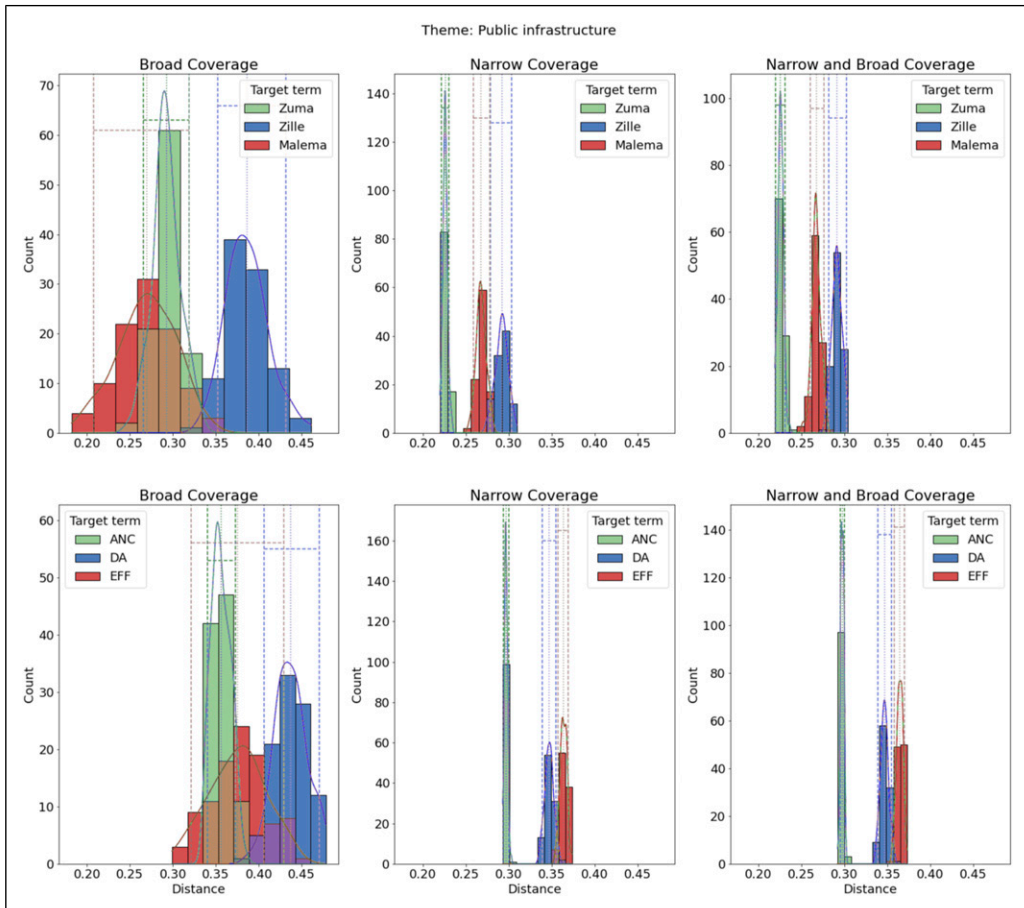 Theme: Public infrastructure
Broad Coverage
Target term
Zuma
Zille
Malema
Count
70
60
50
40
30
20
10
0
0.20 0.25 0.30 0.35 0.40 0.45
Narrow Coverage
Target term
Zuma
Zille
Malema
Count
140
120
100
80
60
40
20
0
0.20 0.25 0.30 0.35 0.40 0.45
Narrow and Broad Coverage
Target term
Zuma
Zille
Malema
Count
100
80
60
40
20
0
0.20 0.25 0.30 0.35 0.40 0.45
Broad Coverage
Target term
ANC
DA
EFF
Count
60
50
40
30
20
10
0
0.20 0.25 0.30 0.35 0.40 0.45
Distance
Narrow Coverage
Target term
ANC
DA
EFF
Count
160
140
120
100
80
60
40
20
0
0.20 0.25 0.30 0.35 0.40 0.45
Distance
Narrow and Broad Coverage
Target term
ANC
DA
EFF
Count
140
120
100
80
60
40
20
0
0.20 0.25 0.30 0.35 0.40 0.45
Distance